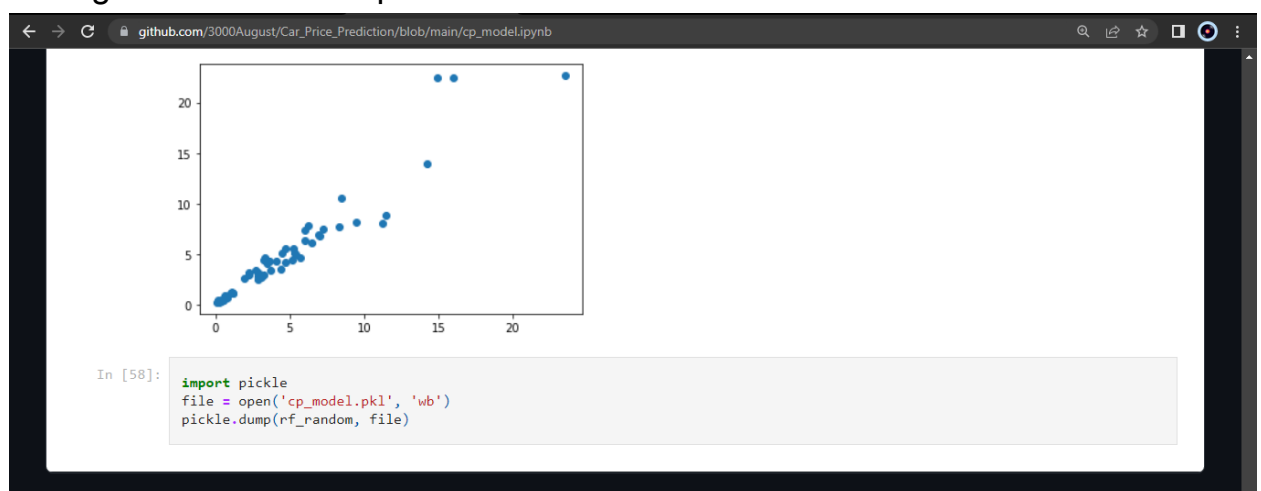 github.com/3000August/Car_Price_Prediction/blob/main/cp_model.ipynb
20
15
10
5
0
0 5 10 15 20
In [58]:
import pickle
file = open('cp_model.pkl', 'wb')
pickle.dump(rf_random, file)